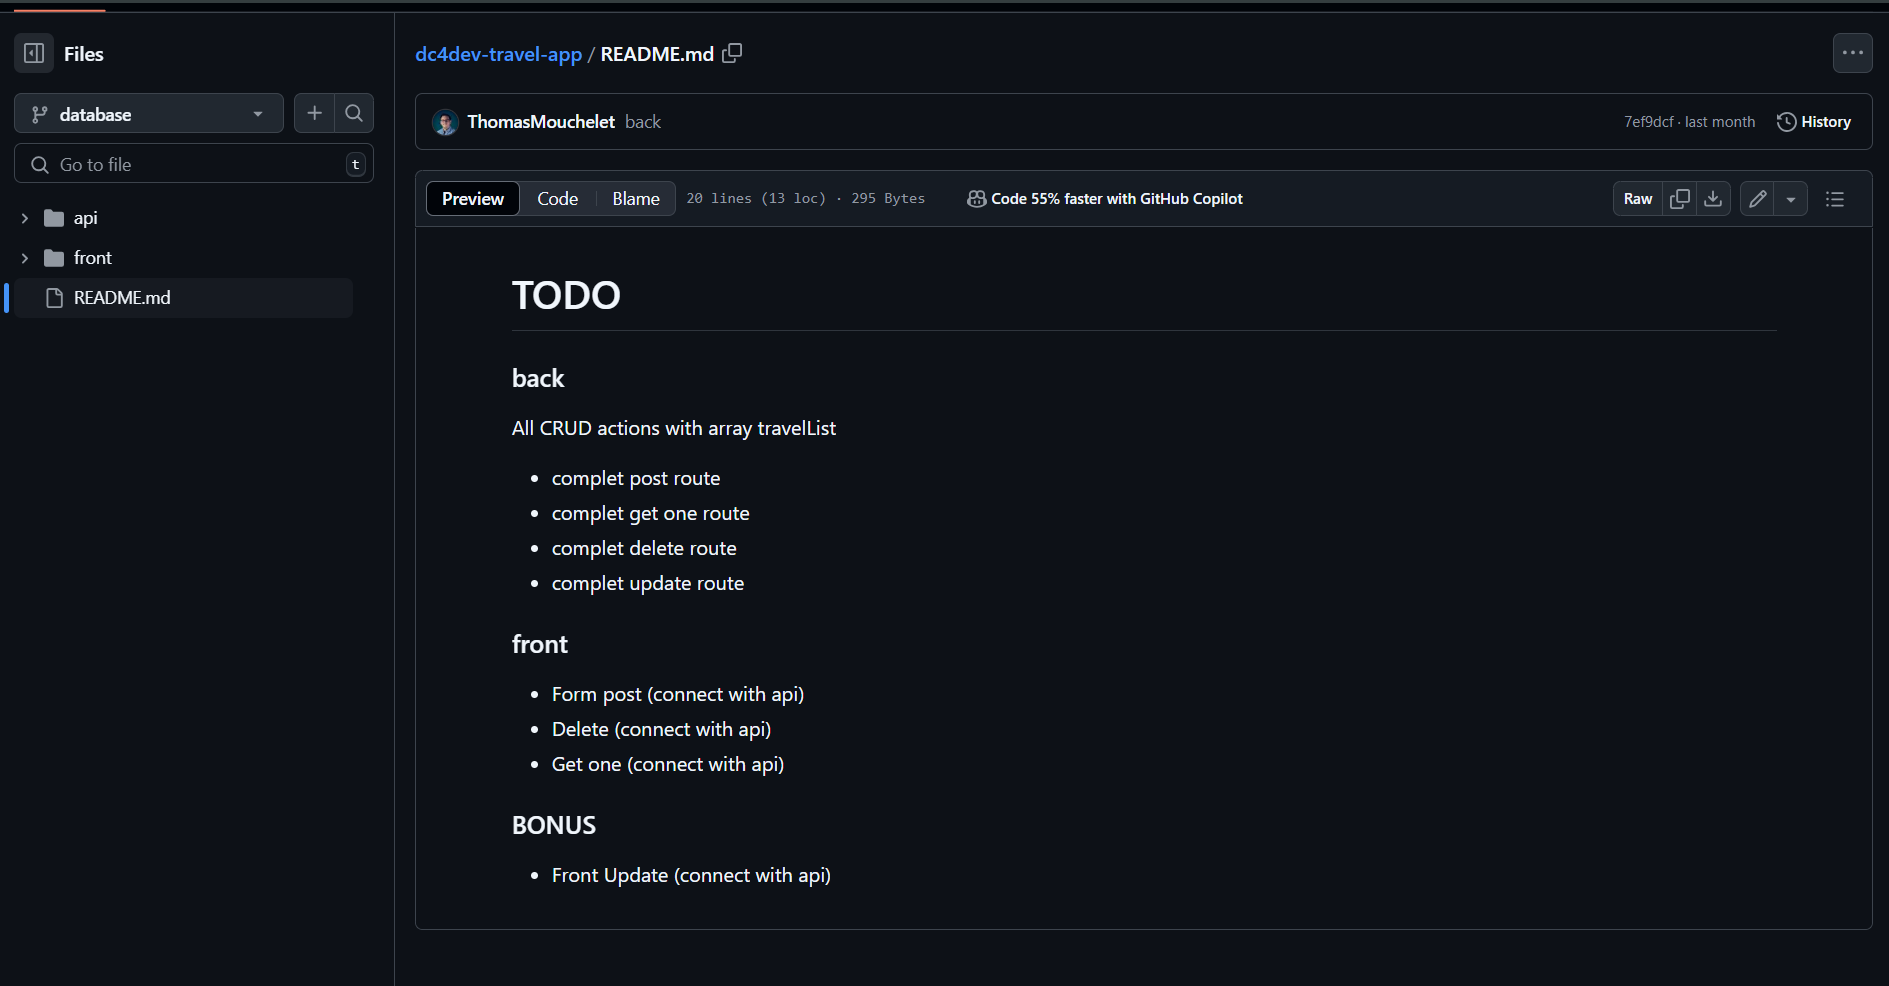 Files
dc4dev-travel-app / README.md
database
Go to file
t
api
front
README.md
ThomasMouchelet back
7ef9dcf · last month
History
Preview Code Blame
20 lines (13 loc) · 295 Bytes
Code 55% faster with GitHub Copilot
Raw
TODO
back
All CRUD actions with array travelList
• complet post route
• complet get one route
• complet delete route
• complet update route
front
• Form post (connect with api)
• Delete (connect with api)
• Get one (connect with api)
BONUS
• Front Update (connect with api)